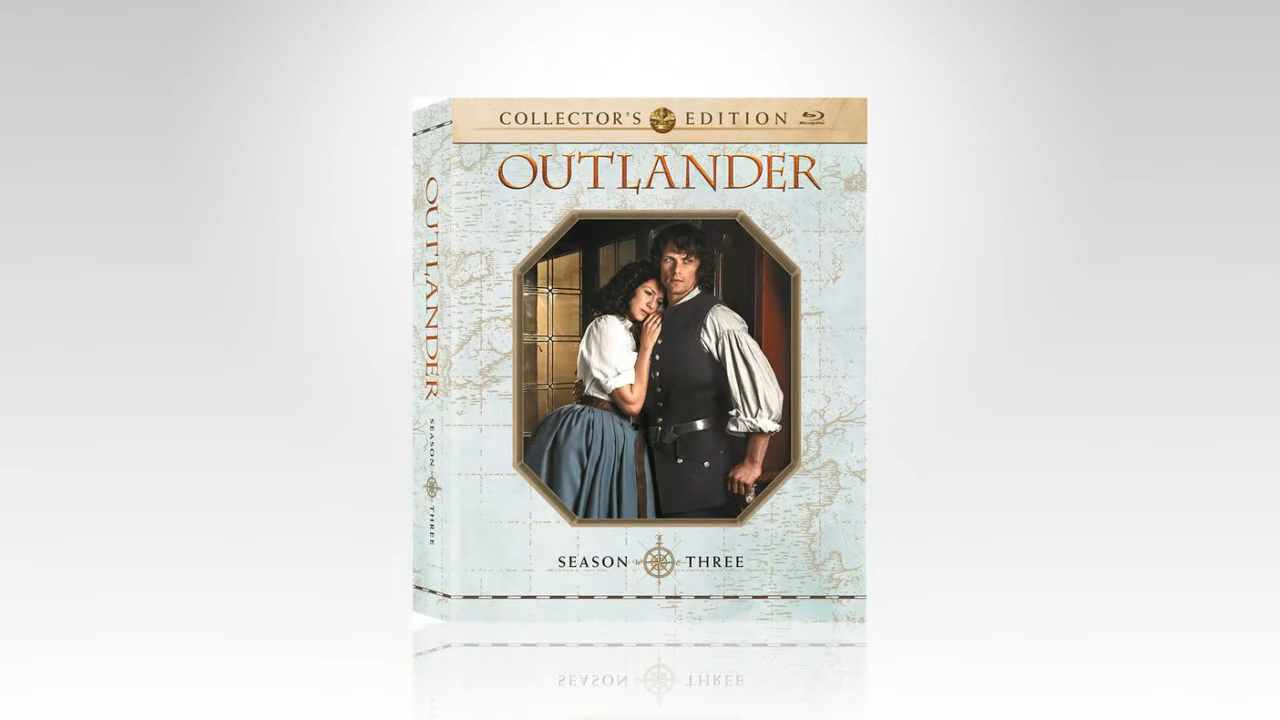 COLLECTOR'S EDITION
OUTLANDER
SEASON THREE
OUTLANDER
SEASON THREE